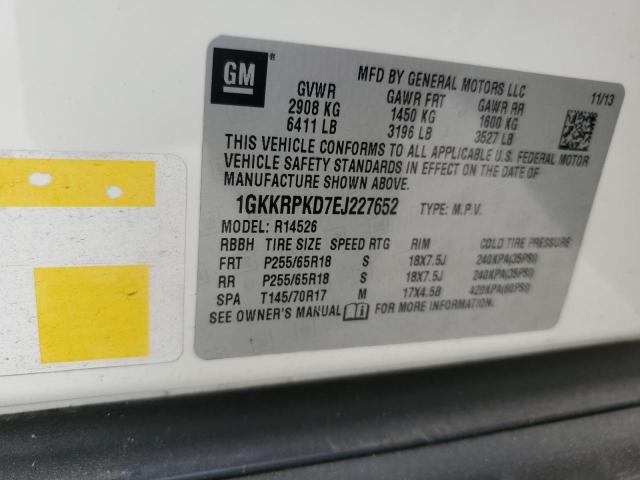 GM ®
MFD BY GENERAL MOTORS LLC 11/13
GVWR GAWR FRT GAWR RR
2908 KG 1450 KG 1600 KG
6411 LB 3196 LB 3527 LB
THIS VEHICLE CONFORMS TO ALL APPLICABLE U.S. FEDERAL MOTOR
VEHICLE SAFETY STANDARDS IN EFFECT ON THE DATE OF
MANUFACTURE SHOWN ABOVE.
1GKKRPKD7EJ227652 TYPE: M.P.V.
MODEL: R14526
RBBH TIRE SIZE SPEED RTG RIM COLD TIRE PRESSURE
FRT P255/65R18 S 18X7.5J 240KPA(35PSI)
RR P255/65R18 S 18X7.5J 240KPA(35PSI)
SPA T145/70R17 M 17X4.5B 420KPA(60PSI)
SEE OWNER'S MANUAL FOR MORE INFORMATION.